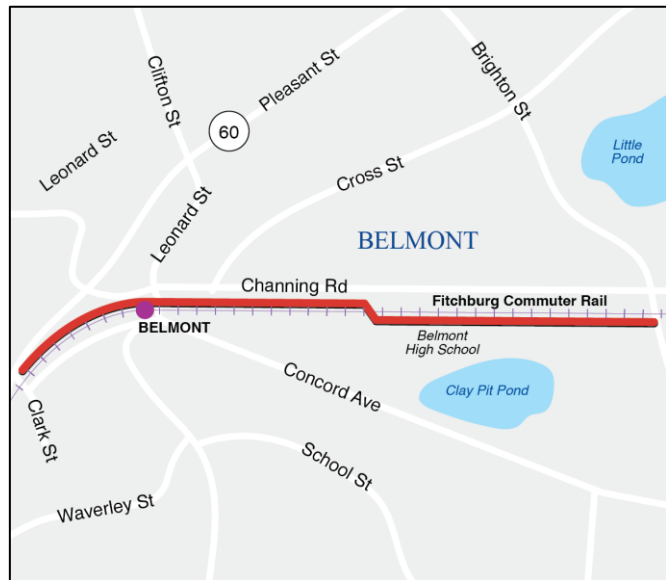 Clifton St
Pleasant St
Brighton St
60
Leonard St
Little
Pond
Cross St
Leonard St
BELMONT
Channing Rd
Fitchburg Commuter Rail
BELMONT
Belmont
High School
Concord Ave
Clay Pit Pond
Clark St
School St
Waverley St